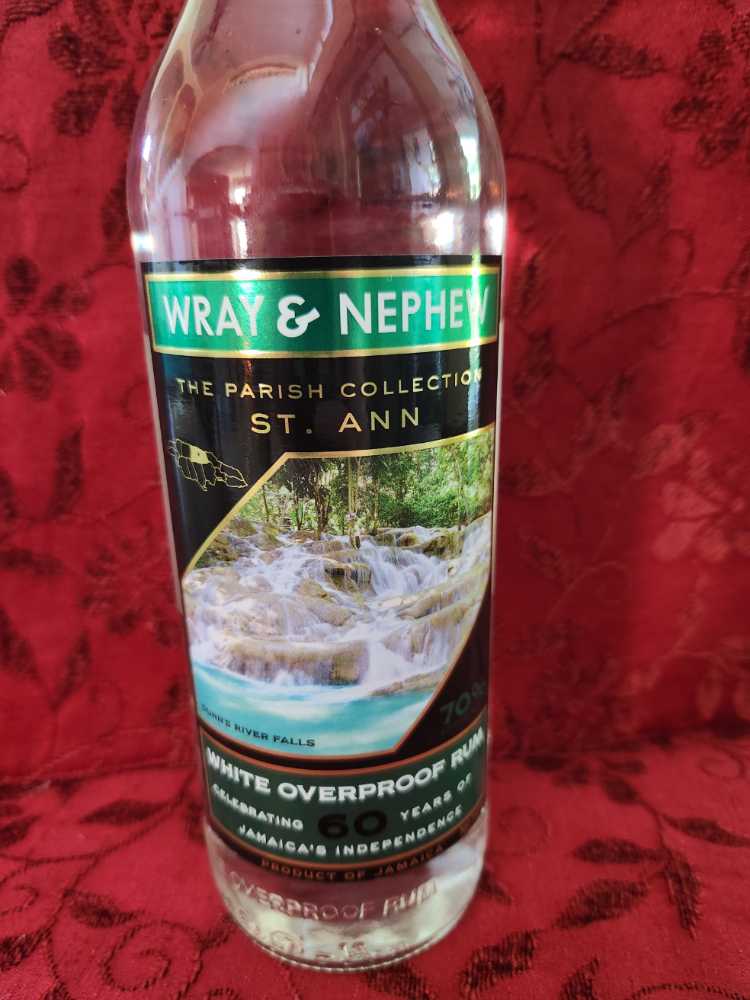 WRAY & NEPHEW
THE PARISH COLLECTION
ST. ANN
70%
DUNN'S RIVER FALLS
WHITE OVERPROOF RUM
CELEBRATING 60 YEARS OF
JAMAICA'S INDEPENDENCE
PRODUCT OF JAMAICA
OVERPROOF RUM